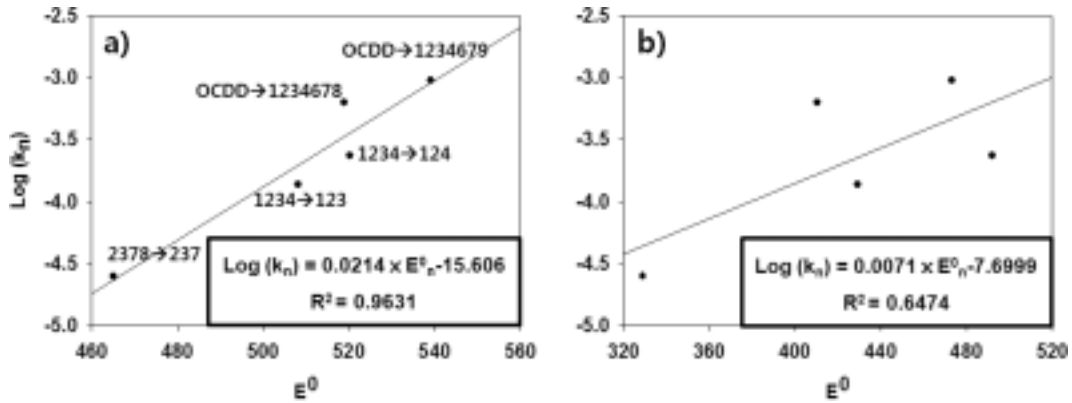 a)
Log (kₙ)
-2.5
-3.0
-3.5
-4.0
-4.5
-5.0
OCDD→1234679
OCDD→1234678
1234→124
1234→123
2378→237
Log (kₙ) = 0.0214 x E⁰ₙ-15.606
R² = 0.9631
460
480
500
520
540
560
E⁰
b)
-2.5
-3.0
-3.5
-4.0
-4.5
-5.0
Log (kₙ) = 0.0071 x E⁰ₙ-7.6999
R² = 0.6474
320
360
400
440
480
520
E⁰